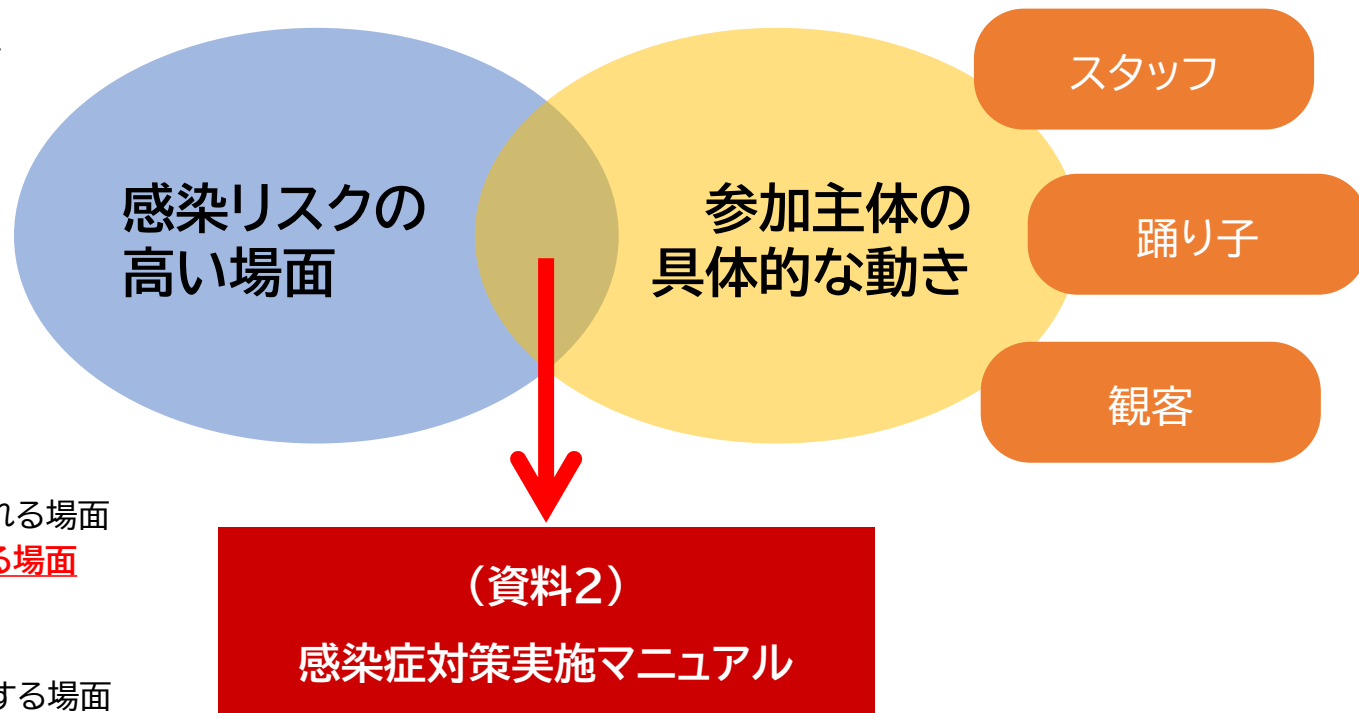 スタッフ
感染リスクの
高い場面
参加主体の
具体的な動き
踊り子
観客
れる場面
る場面
（資料2）
感染症対策実施マニュアル
する場面